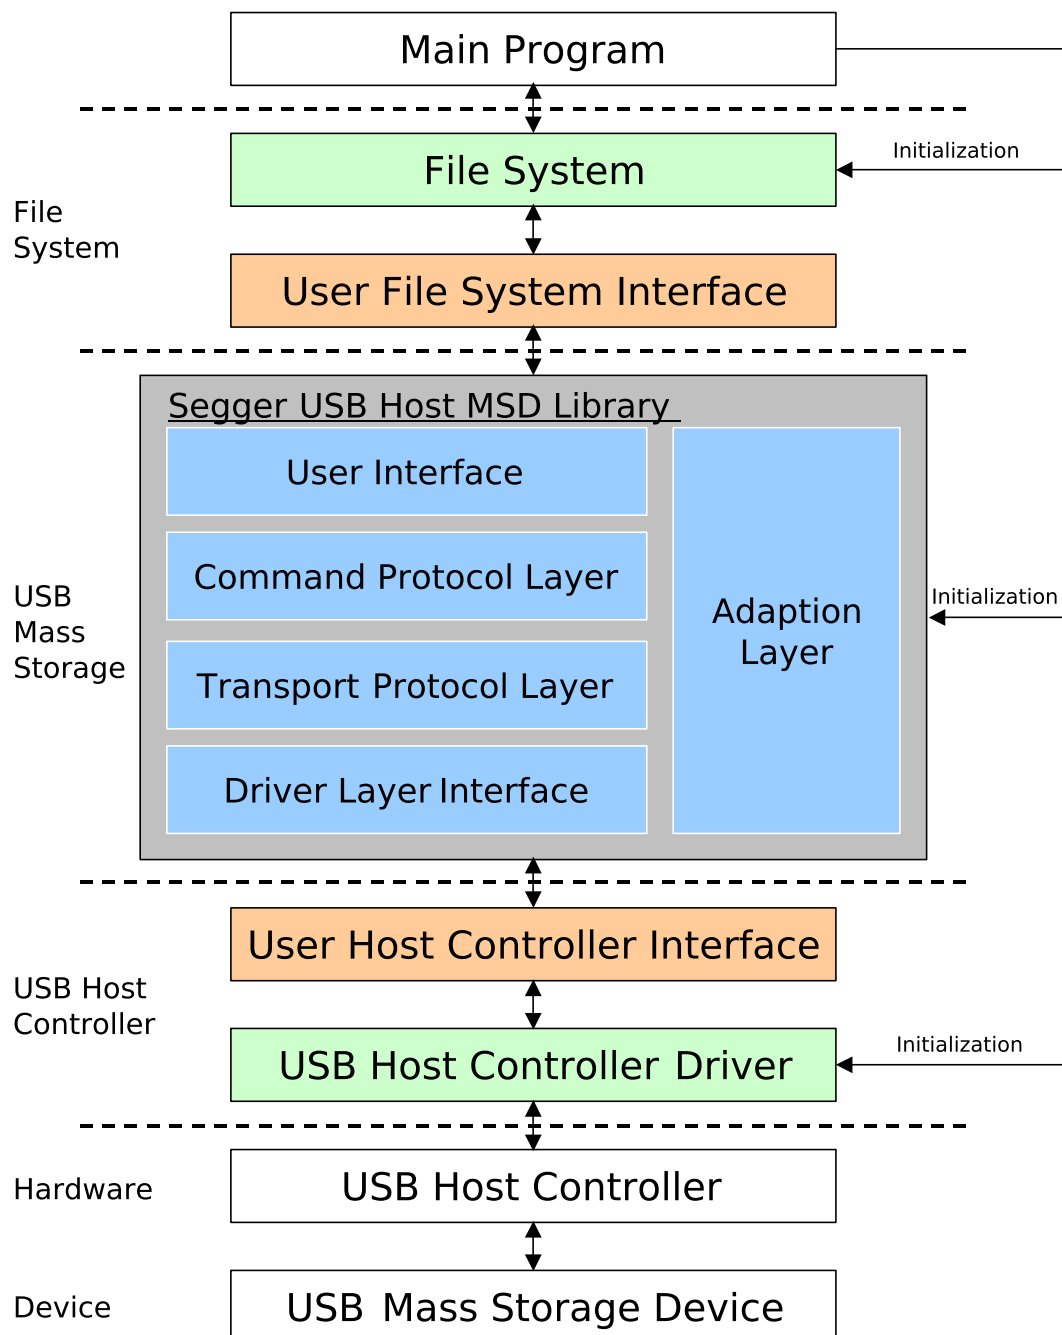 Main Program
File System
Initialization
File
System
User File System Interface
Segger USB Host MSD Library
User Interface
Command Protocol Layer
Transport Protocol Layer
Driver Layer Interface
Adaption
Layer
USB
Mass
Storage
Initialization
User Host Controller Interface
USB Host
Controller
USB Host Controller Driver
Initialization
Hardware
USB Host Controller
Device
USB Mass Storage Device